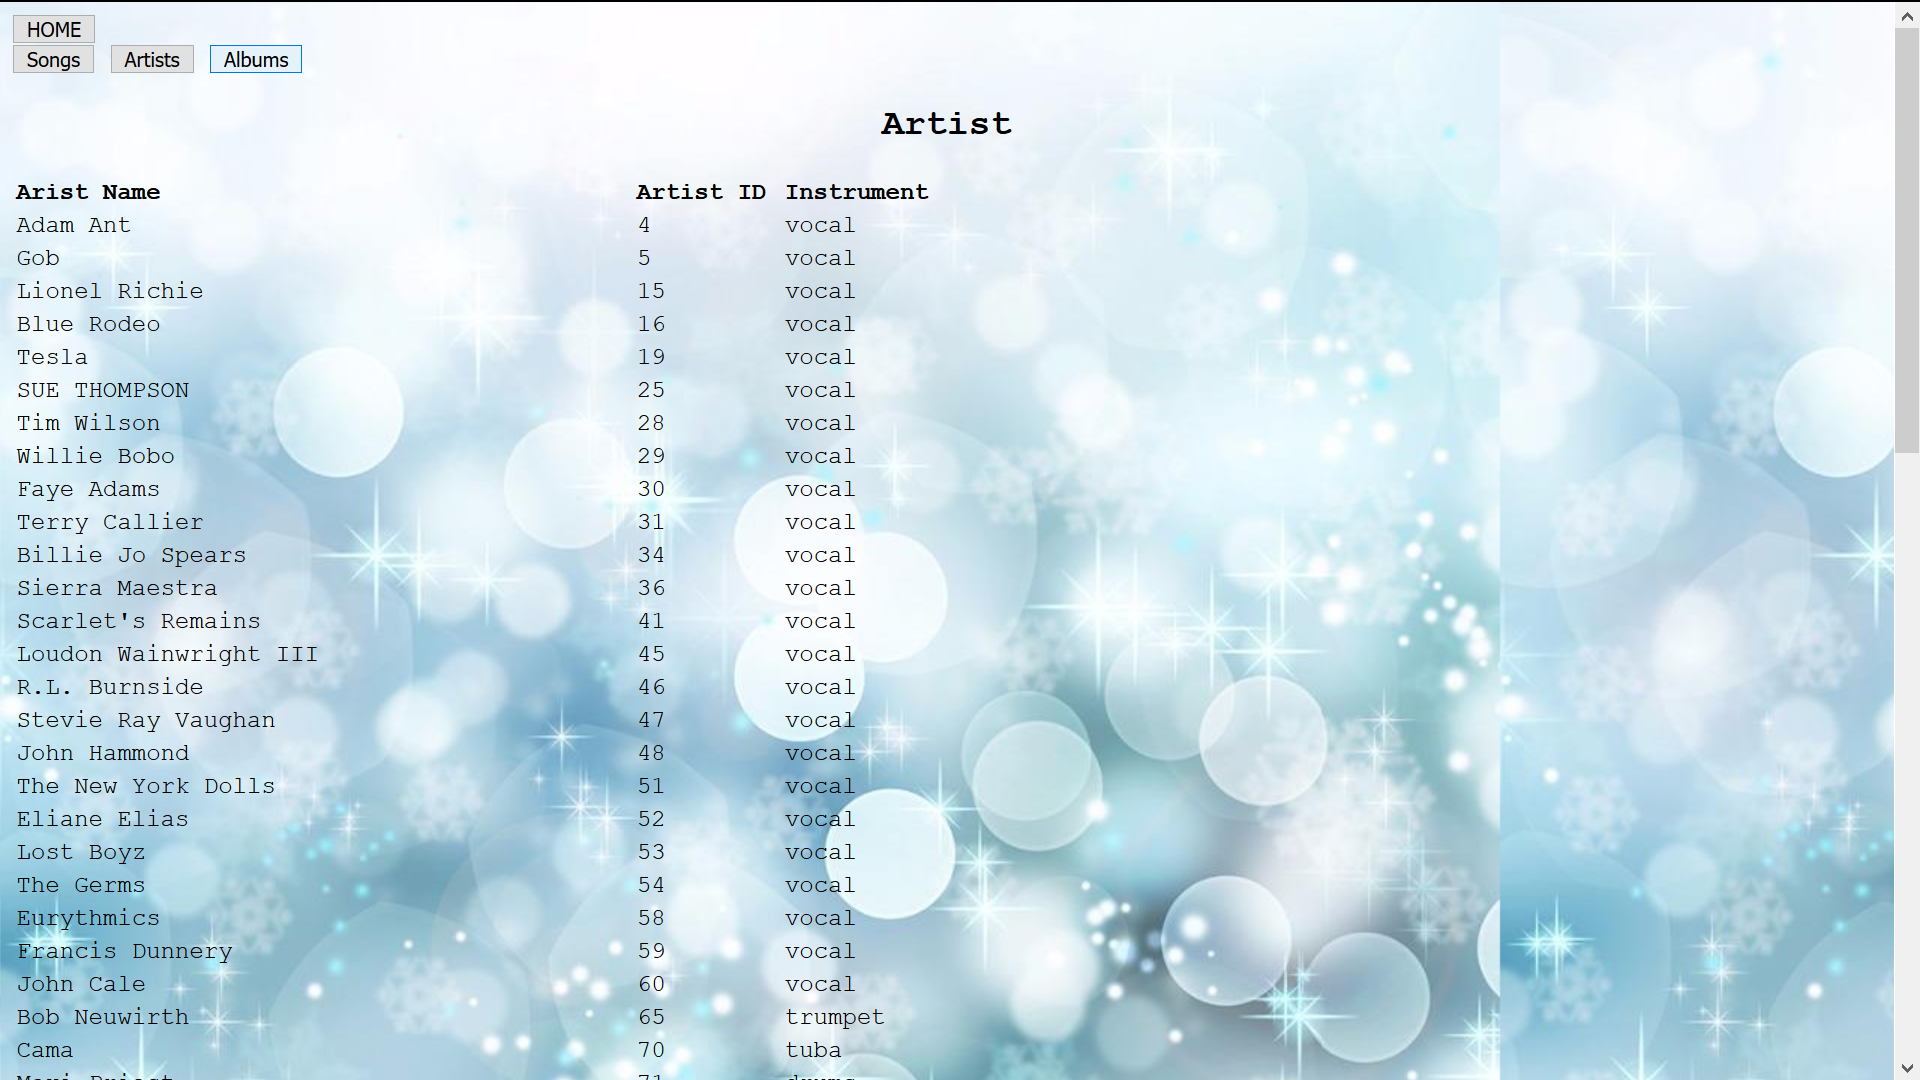 HOME
Songs Artists Albums
Artist
Arist Name Artist ID Instrument
Adam Ant 4 vocal
Gob 5 vocal
Lionel Richie 15 vocal
Blue Rodeo 16 vocal
Tesla 19 vocal
SUE THOMPSON 25 vocal
Tim Wilson 28 vocal
Willie Bobo 29 vocal
Faye Adams 30 vocal
Terry Callier 31 vocal
Billie Jo Spears 34 vocal
Sierra Maestra 36 vocal
Scarlet's Remains 41 vocal
Loudon Wainwright III 45 vocal
R.L. Burnside 46 vocal
Stevie Ray Vaughan 47 vocal
John Hammond 48 vocal
The New York Dolls 51 vocal
Eliane Elias 52 vocal
Lost Boyz 53 vocal
The Germs 54 vocal
Eurythmics 58 vocal
Francis Dunnery 59 vocal
John Cale 60 vocal
Bob Neuwirth 65 trumpet
Cama 70 tuba